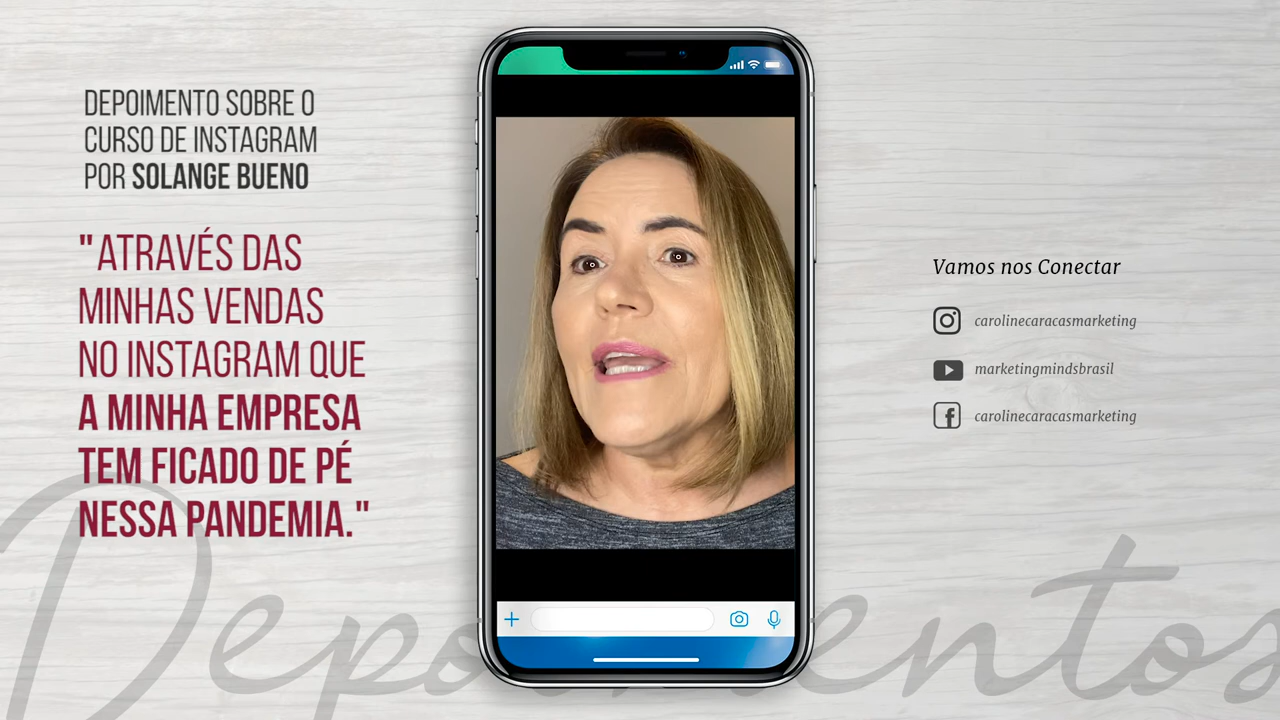 DEPOIMENTO SOBRE O
CURSO DE INSTAGRAM
POR SOLANGE BUENO
"ATRAVÉS DAS
MINHAS VENDAS
NO INSTAGRAM QUE
A MINHA EMPRESA
TEM FICADO DE PÉ
NESSA PANDEMIA."
Vamos nos Conectar
carolinecaracasmarketing
marketingmindsbrasil
carolinecaracasmarketing
Depoimentos